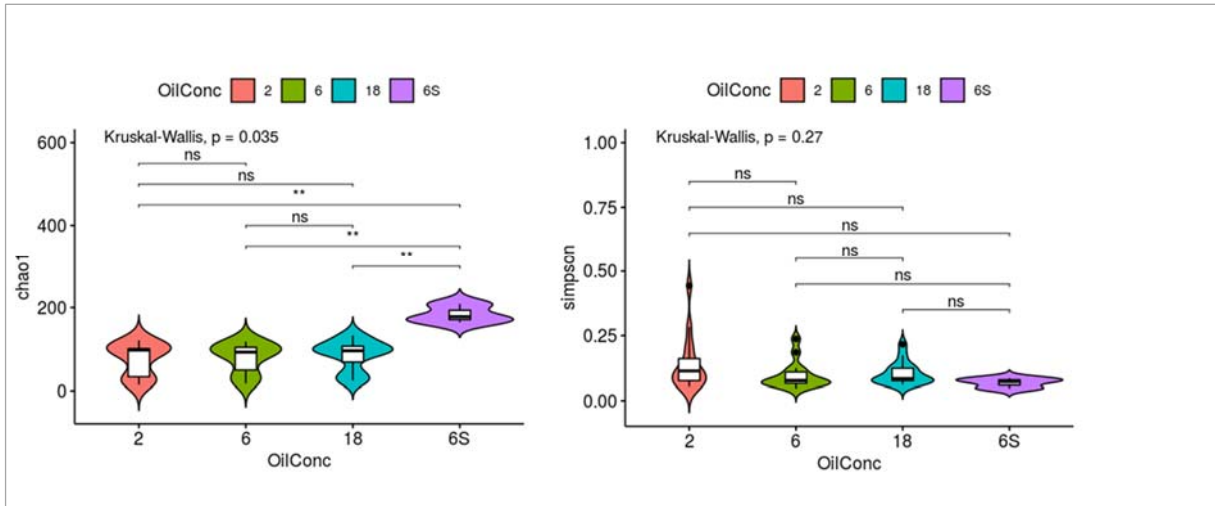 OilConc 2 6 18 6S
Kruskal-Wallis, p = 0.035
600
400
200
0
chao1
ns
ns
**
ns
**
**
2 6 18 6S
OilConc
OilConc 2 6 18 6S
Kruskal-Wallis, p = 0.27
1.00
0.75
0.50
0.25
0.00
simpson
ns
ns
ns
ns
ns
ns
2 6 18 6S
OilConc